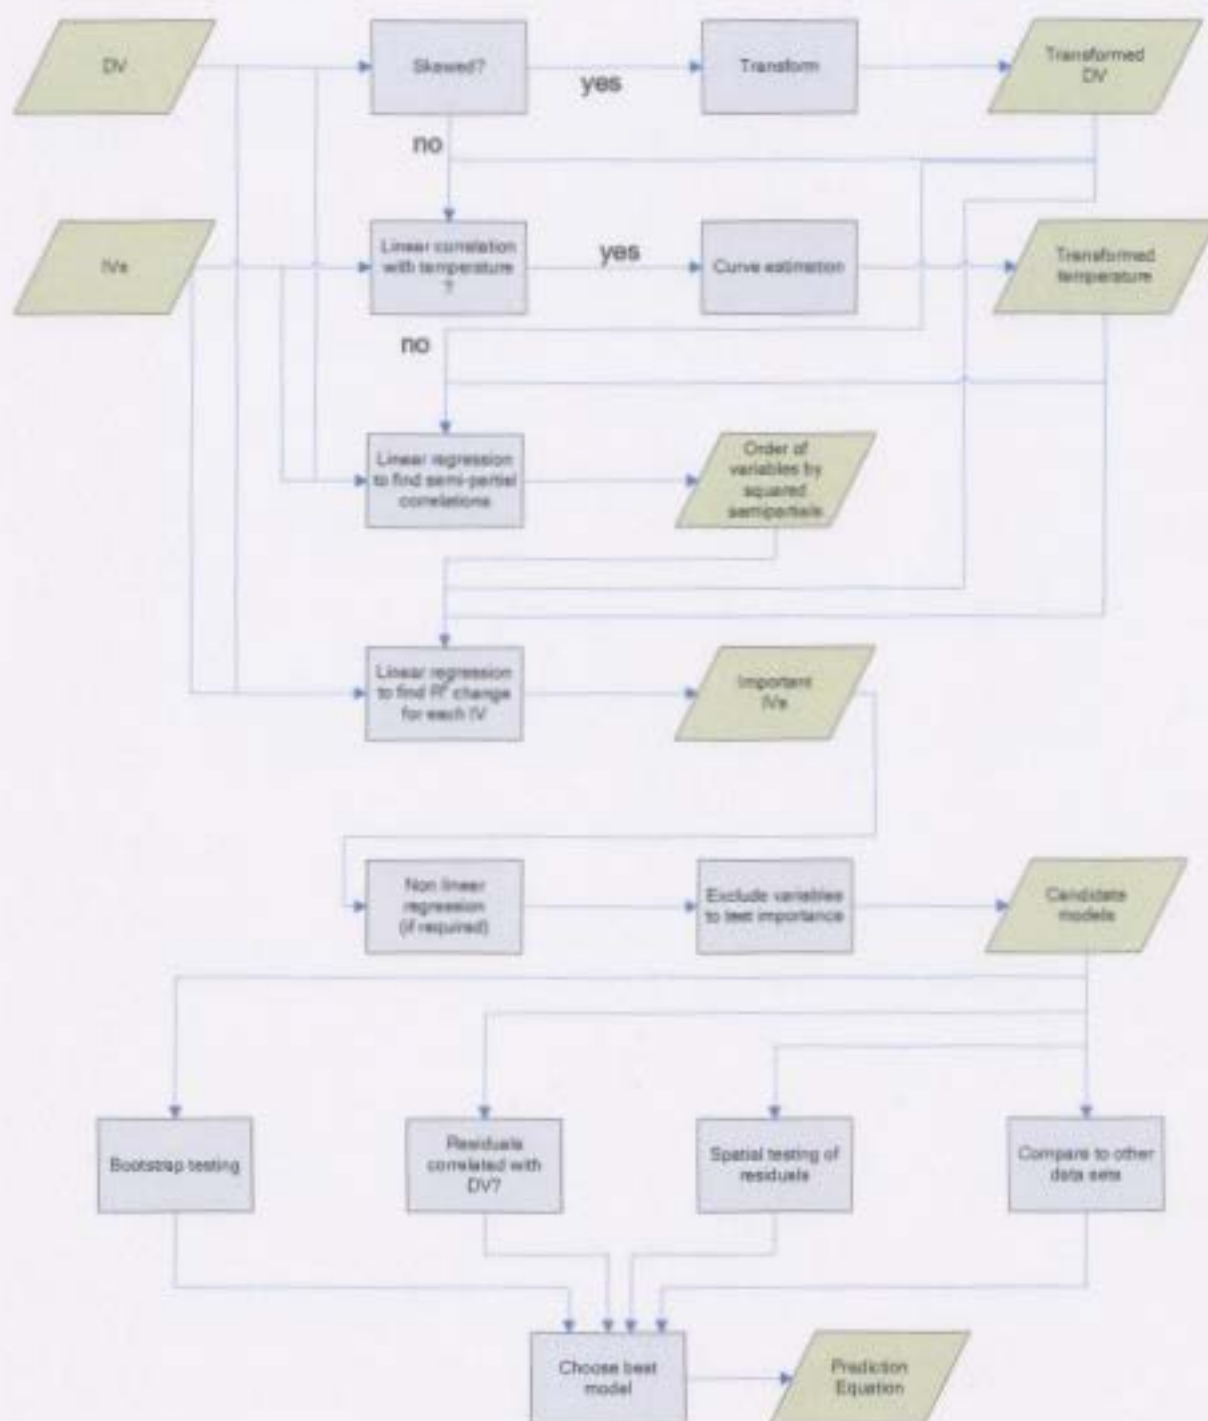 DV
Skewed?
yes
Transform
Transformed
DV
no
IVs
Linear correlation
with temperature
?
yes
Curve estimation
Transformed
temperature
no
Linear regression
to find semi-partial
correlations
Order of
variables by
squared
semipartials
Linear regression
to find R² change
for each IV
Important
IVs
Non linear
regression
(if required)
Exclude variables
to test importance
Candidate
models
Bootstrap testing
Residuals
correlated with
DV?
Spatial testing of
residuals
Compare to other
data sets
Choose best
model
Prediction
Equation